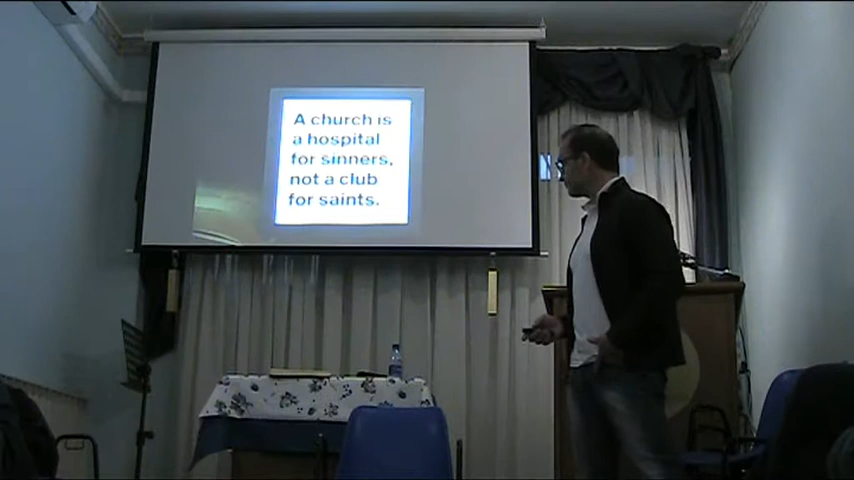 A church is
a hospital
for sinners,
not a club
for saints.